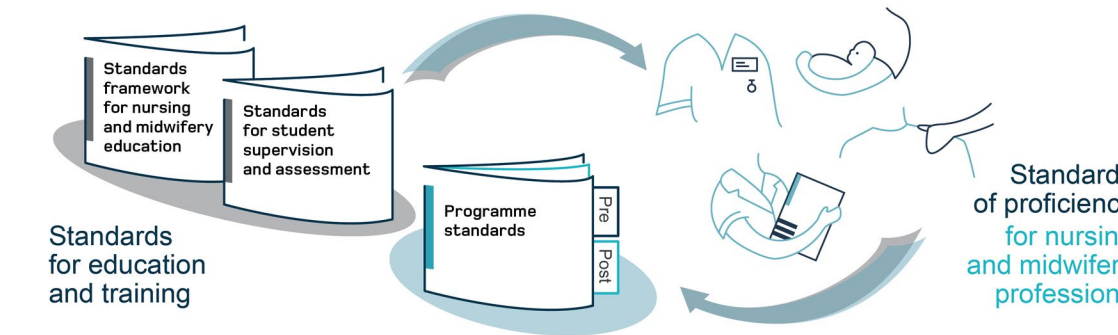 Standards
framework
for nursing
and midwifery
education
Standards
for student
supervision
and assessment
Programme
standards
Pre
Post
Standards
for education
and training
Standard
of proficienc
for nursin
and midwifer
profession